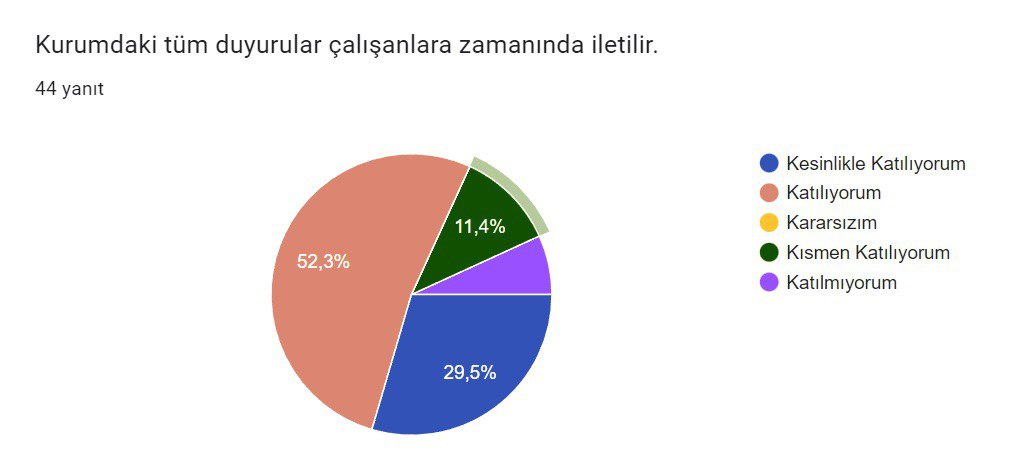 Kurumdaki tüm duyurular çalışanlara zamanında iletilir.
44 yanıt
Kesinlikle Katılıyorum
Katılıyorum
Kararsızım
Kısmen Katılıyorum
Katılmıyorum
11,4%
52,3%
29,5%